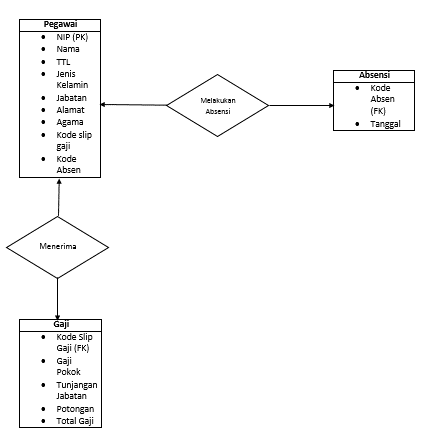 Pegawai
• NIP (PK)
• Nama
• TTL
• Jenis
Kelamin
• Jabatan
• Alamat
• Agama
• Kode slip
gaji
• Kode
Absen
Melakukan
Absensi
Absensi
• Kode
Absen
(FK)
• Tanggal
Menerima
Gaji
• Kode Slip
Gaji (FK)
• Gaji
Pokok
• Tunjangan
Jabatan
• Potongan
• Total Gaji